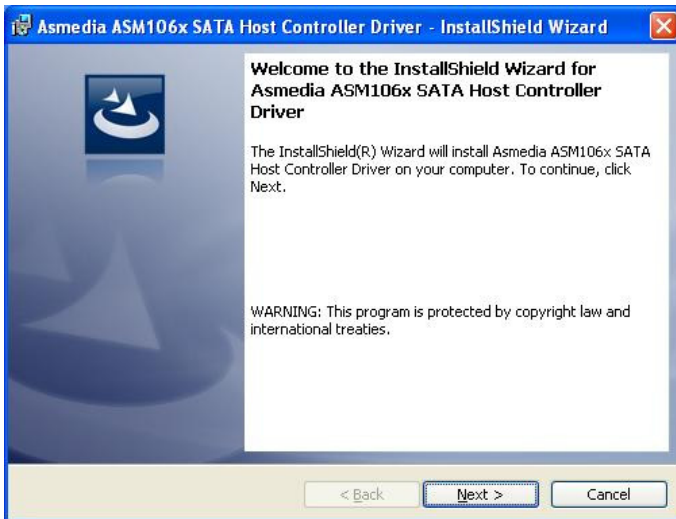 Asmedia ASM106x SATA Host Controller Driver - InstallShield Wizard
Welcome to the InstallShield Wizard for
Asmedia ASM106x SATA Host Controller
Driver
The InstallShield(R) Wizard will install Asmedia ASM106x SATA
Host Controller Driver on your computer. To continue, click
Next.
WARNING: This program is protected by copyright law and
international treaties.
< Back
Next >
Cancel